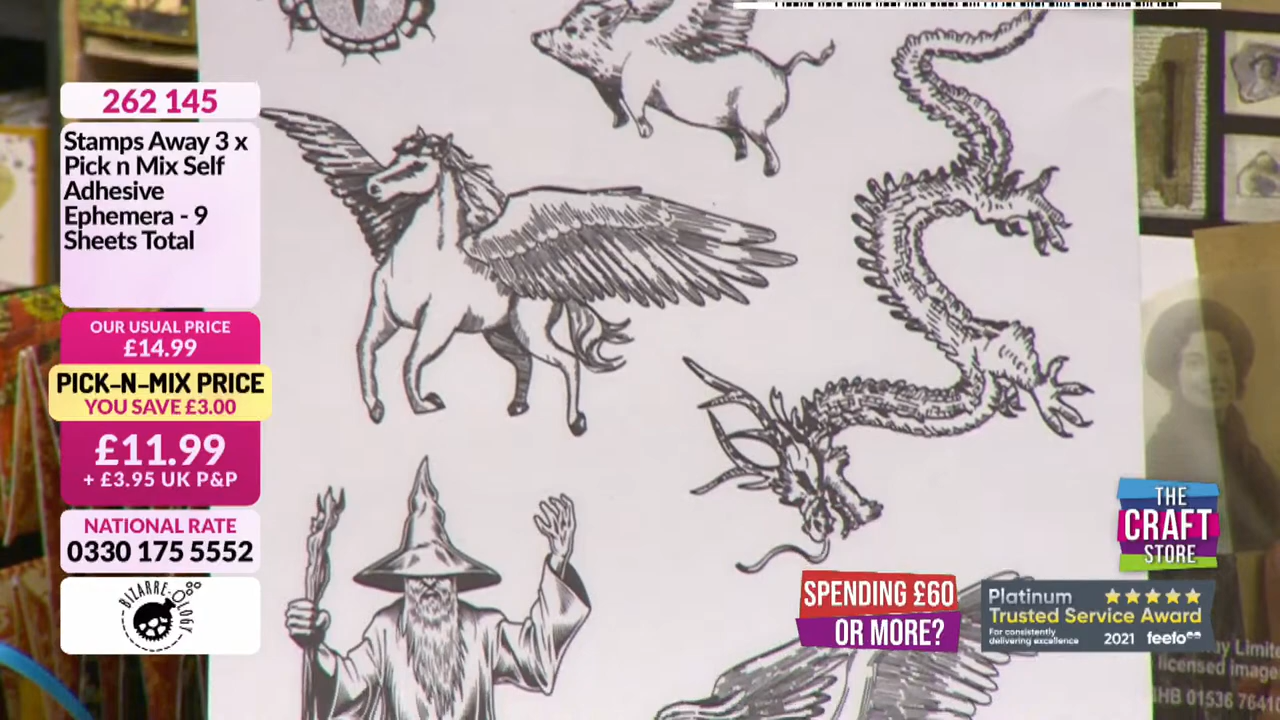 262 145
Stamps Away 3 x
Pick n Mix Self
Adhesive
Ephemera - 9
Sheets Total
OUR USUAL PRICE
£14.99
PICK-N-MIX PRICE
YOU SAVE £3.00
£11.99
+ £3.95 UK P&P
NATIONAL RATE
0330 175 5552
BIZARRE-OLOGY
THE
CRAFT
STORE
SPENDING £60
OR MORE?
Platinum
Trusted Service Award
For consistently
delivering excellence
2021 feefo
licensed image
01536